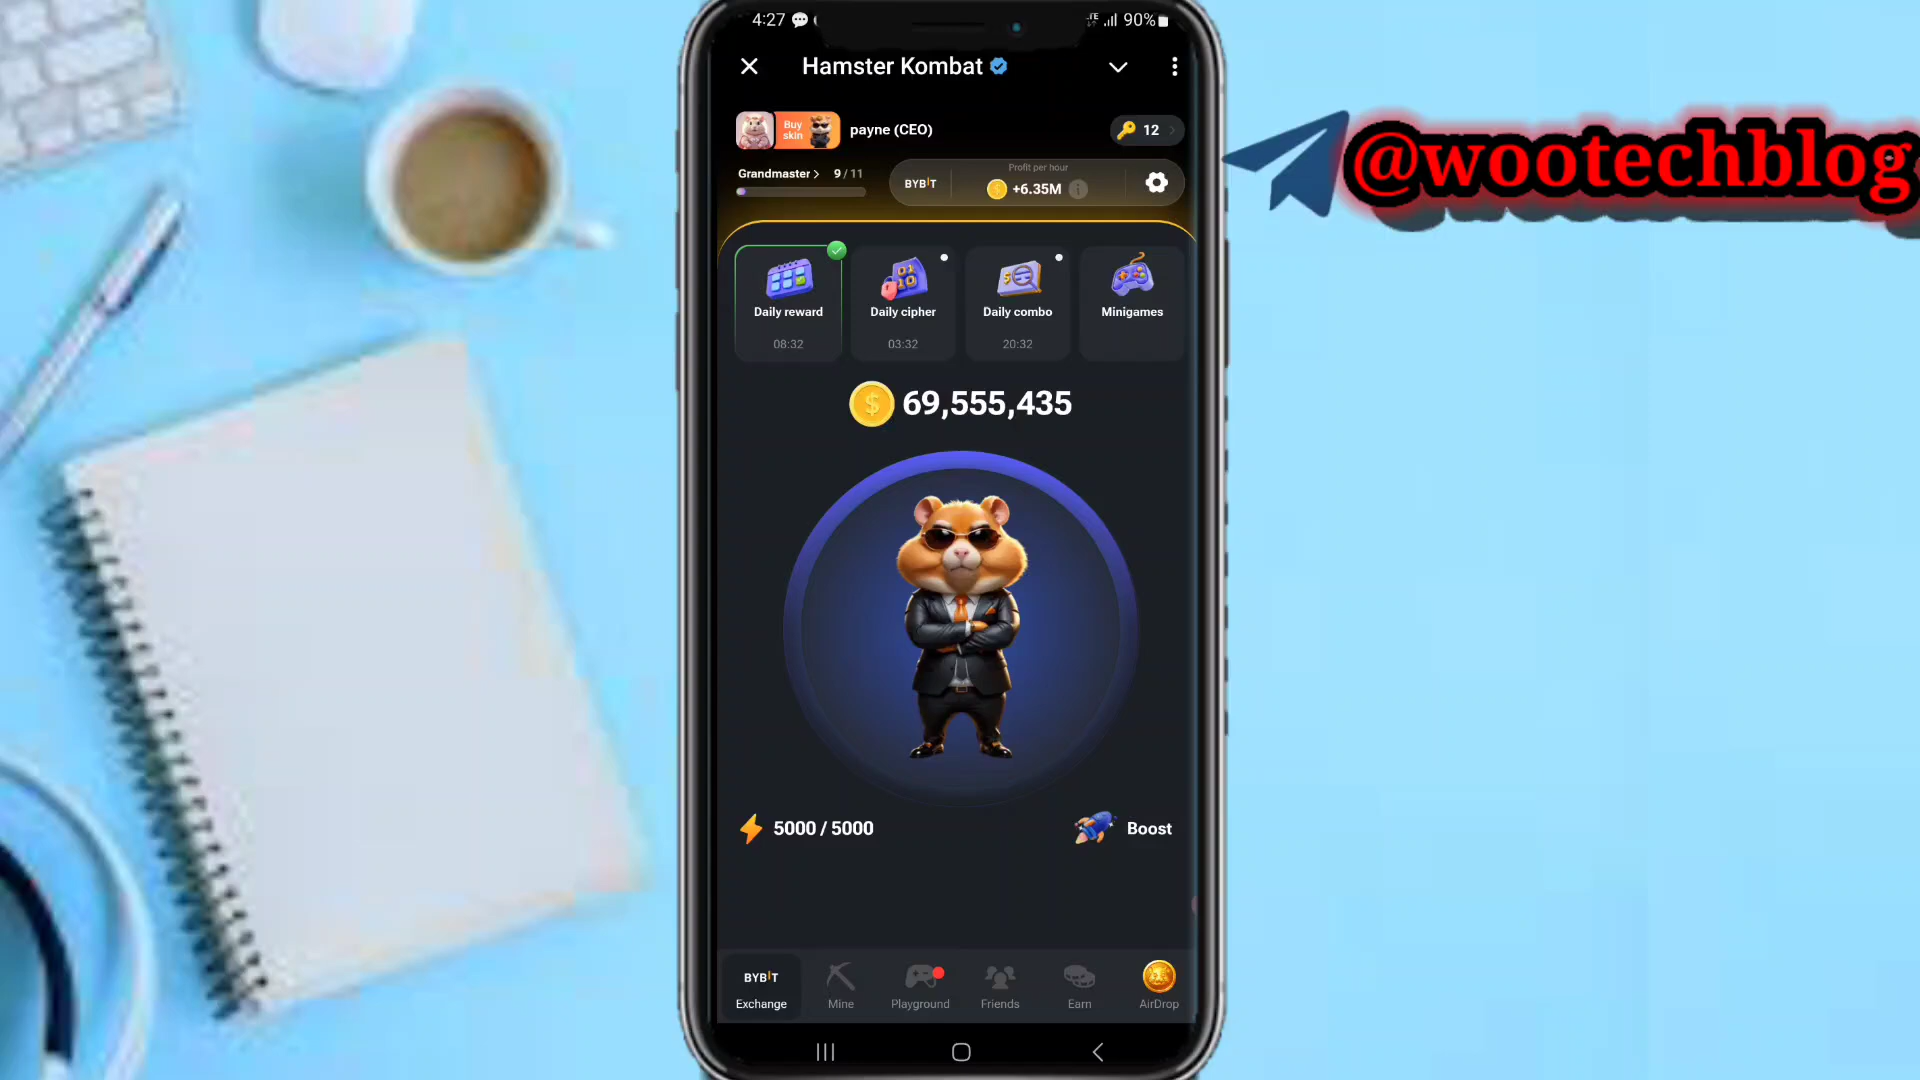 4:27
LTE
90%
Hamster Kombat
Buy
skin
payne (CEO)
12
Grandmaster
9 / 11
BYBIT
Profit per hour
+6.35M
Daily reward
08:32
Daily cipher
03:32
Daily combo
20:32
Minigames
69,555,435
5000 / 5000
Boost
BYBIT
Exchange
Mine
Playground
Friends
Earn
AirDrop
@wootechblog